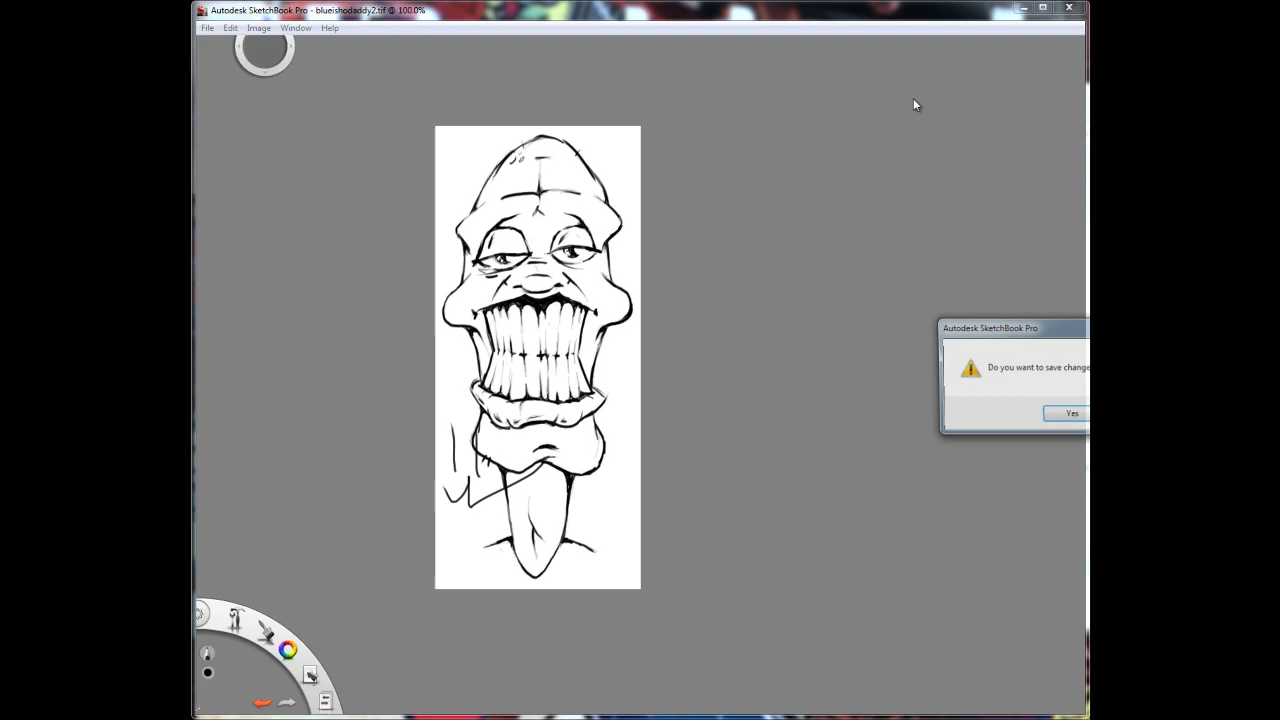 Autodesk SketchBook Pro - blueishodaddy2.tif @ 100.0%
File Edit Image Window Help
Autodesk SketchBook Pro
Do you want to save change
Yes